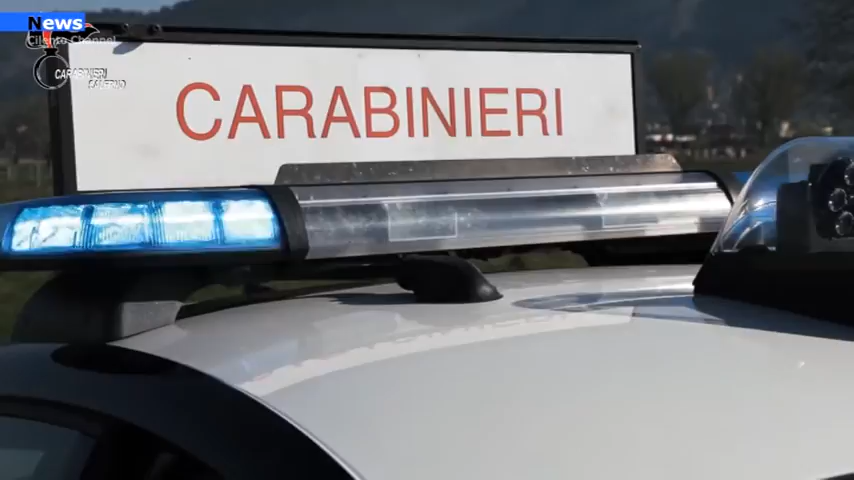 News
Cilento Channel
CARABINIERI
SALERNO
CARABINIERI